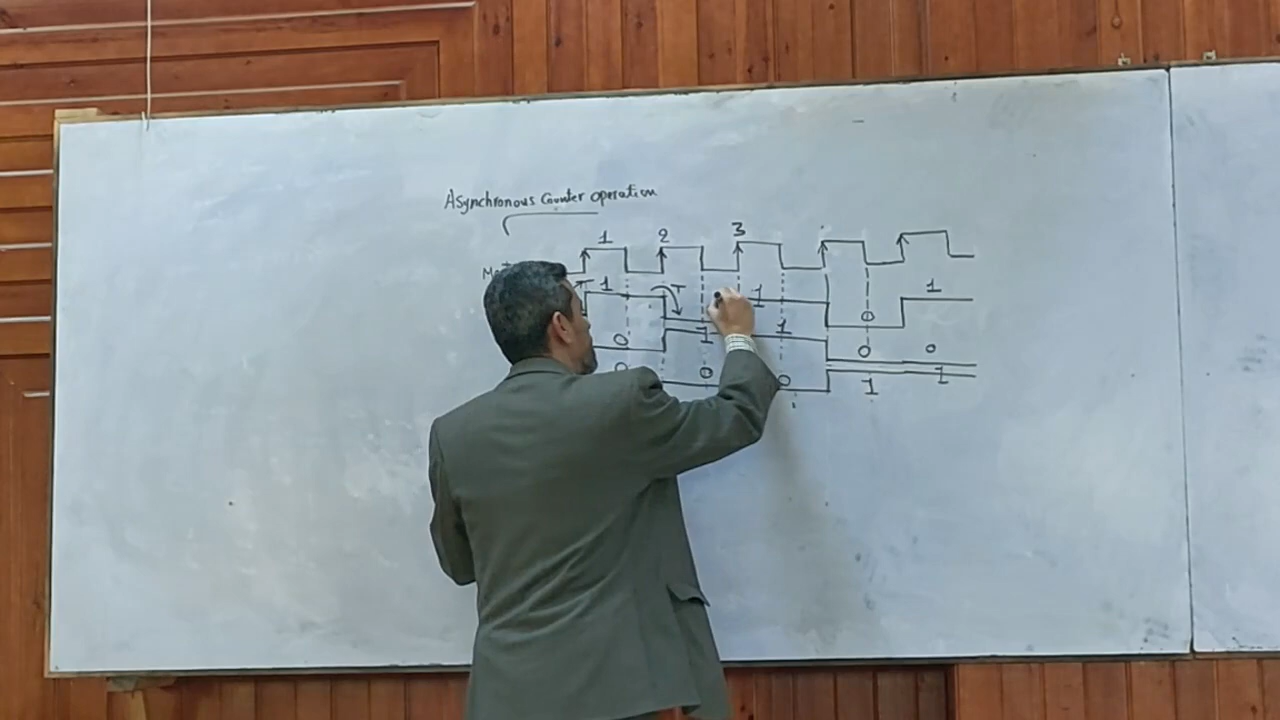 Asynchronous Counter operation
1 2 3
1 T 1 0 1
0 1 1 0 0
0 0 0 1 1